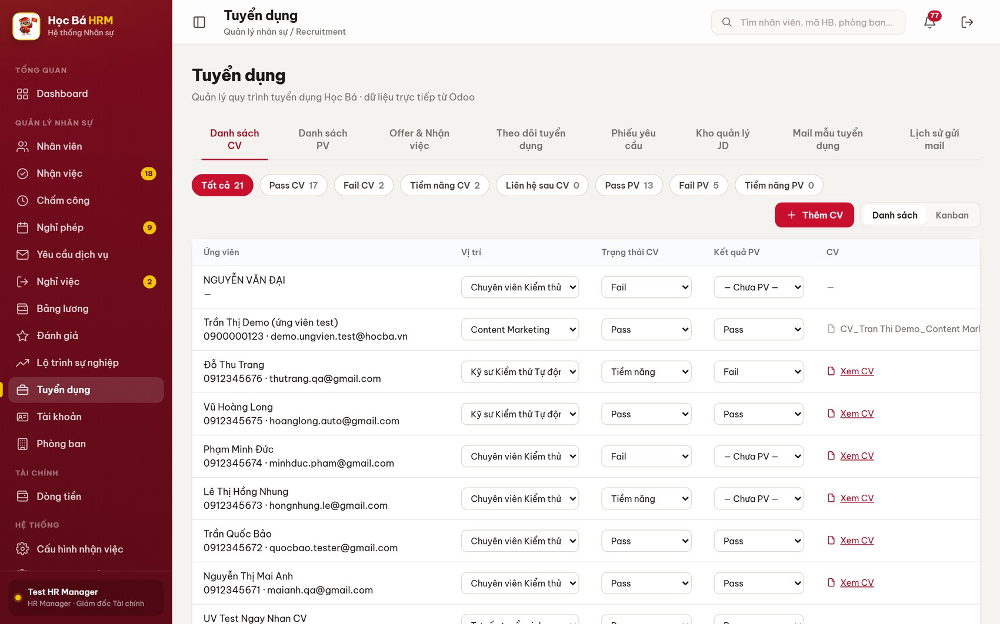 Học Bá HRM
Hệ thống Nhân sự
TỔNG QUAN
Dashboard
QUẢN LÝ NHÂN SỰ
Nhân viên
Nhận việc 18
Chấm công
Nghỉ phép 9
Yêu cầu dịch vụ
Nghỉ việc 2
Bảng lương
Đánh giá
Lộ trình sự nghiệp
Tuyển dụng
Tài khoản
Phòng ban
TÀI CHÍNH
Dòng tiền
HỆ THỐNG
Cấu hình nhận việc
Test HR Manager
HR Manager · Giám đốc Tài chính
Tuyển dụng
Quản lý nhân sự / Recruitment
Tìm nhân viên, mã HB, phòng ban...
77
Tuyển dụng
Quản lý quy trình tuyển dụng Học Bá · dữ liệu trực tiếp từ Odoo
Danh sách CV
Danh sách PV
Offer & Nhận việc
Theo dõi tuyển dụng
Phiếu yêu cầu
Kho quản lý JD
Mail mẫu tuyển dụng
Lịch sử gửi mail
Tất cả 21
Pass CV 17
Fail CV 2
Tiềm năng CV 2
Liên hệ sau CV 0
Pass PV 13
Fail PV 5
Tiềm năng PV 0
+ Thêm CV
Danh sách
Kanban
Ứng viên Vị trí Trạng thái CV Kết quả PV CV
NGUYỄN VĂN ĐẠI
—
Chuyên viên Kiểm thử Fail — Chưa PV — —
Trần Thị Demo (ứng viên test)
0900000123 · demo.ungvien.test@hocba.vn
Content Marketing Pass Pass CV_Tran Thi Demo_Content Marl
Đỗ Thu Trang
0912345676 · thutrang.qa@gmail.com
Kỹ sư Kiểm thử Tự độr Tiềm năng Fail Xem CV
Vũ Hoàng Long
0912345675 · hoanglong.auto@gmail.com
Kỹ sư Kiểm thử Tự độr Pass Pass Xem CV
Phạm Minh Đức
0912345674 · minhduc.pham@gmail.com
Chuyên viên Kiểm thử Fail — Chưa PV — Xem CV
Lê Thị Hồng Nhung
0912345673 · hongnhung.le@gmail.com
Chuyên viên Kiểm thử Tiềm năng — Chưa PV — Xem CV
Trần Quốc Bảo
0912345672 · quocbao.tester@gmail.com
Chuyên viên Kiểm thử Pass Pass Xem CV
Nguyễn Thị Mai Anh
0912345671 · maianh.qa@gmail.com
Chuyên viên Kiểm thử Pass Pass Xem CV
UV Test Ngay Nhan CV